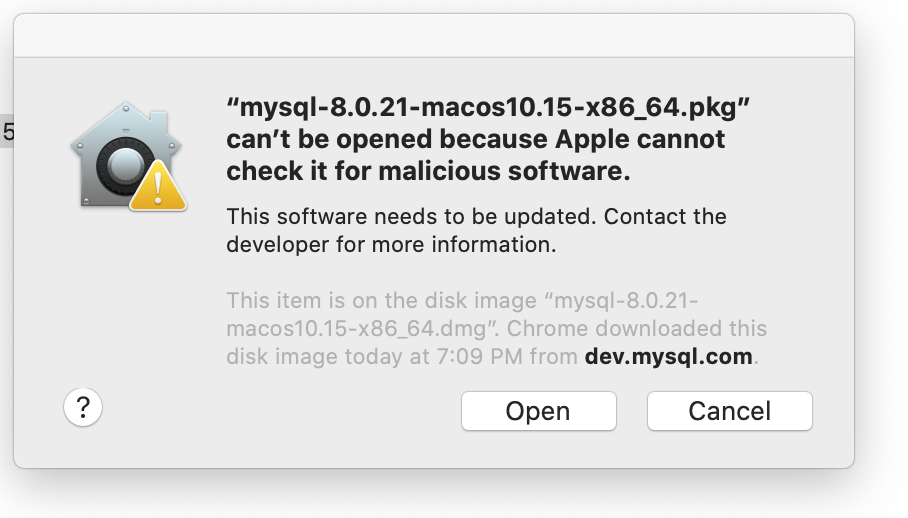 “mysql-8.0.21-macos10.15-x86_64.pkg”
can’t be opened because Apple cannot
check it for malicious software.
This software needs to be updated. Contact the
developer for more information.
This item is on the disk image “mysql-8.0.21-
macos10.15-x86_64.dmg”. Chrome downloaded this
disk image today at 7:09 PM from dev.mysql.com.
?
Open
Cancel
5